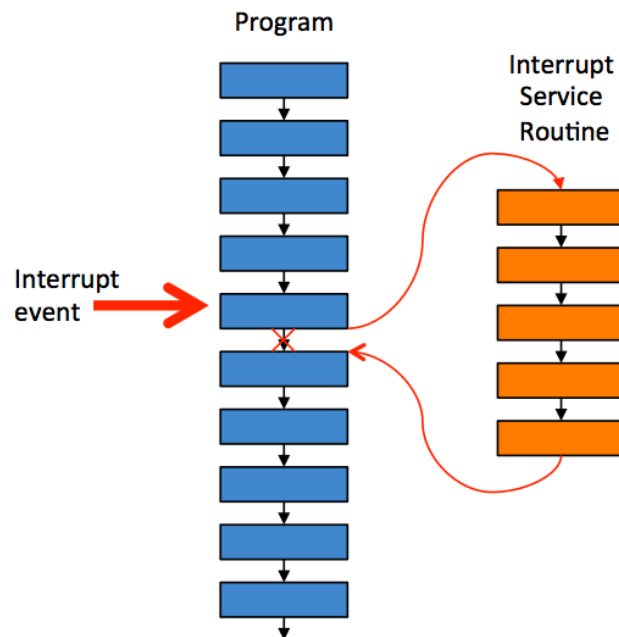 Program
Interrupt
Service
Routine
Interrupt
event